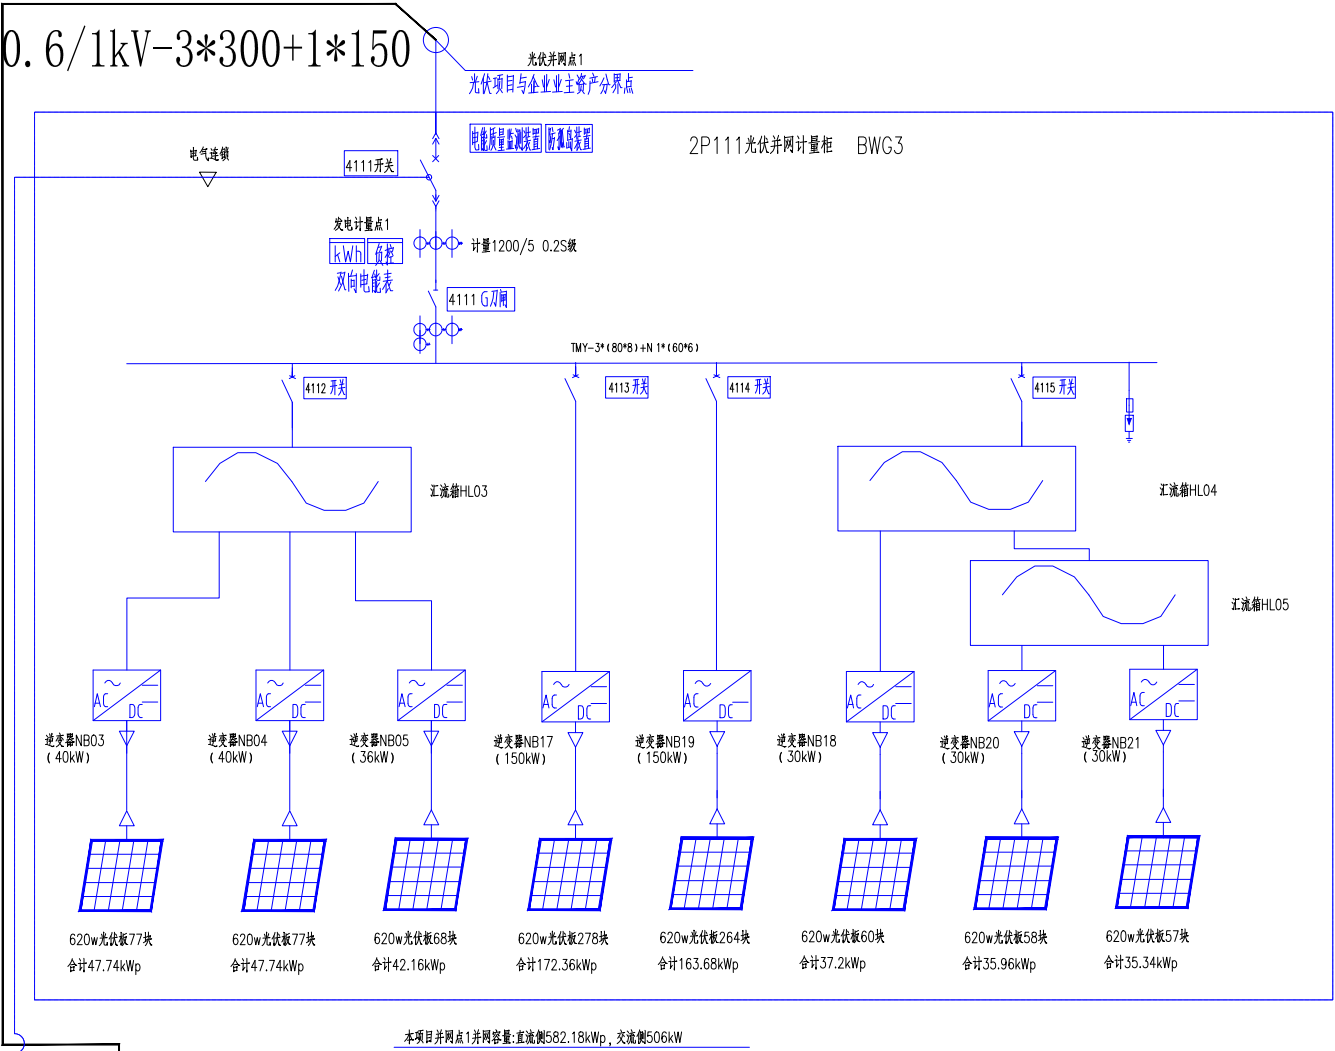 0.6/1kV-3*300+1*150
光伏并网点1
光伏项目与企业业主资产分界点
电能质量监测装置 防孤岛装置
2P111光伏并网计量柜 BWG3
电气连锁
4111开关
发电计量点1
kWh 负控
计量1200/5 0.2S级
双向电能表
4111 G刀闸
TMY-3*(80*8)+N 1*(60*6)
4112 开关
4113 开关
4114 开关
4115 开关
汇流箱HL03
汇流箱HL04
汇流箱HL05
AC DC
AC DC
AC DC
AC DC
AC DC
AC DC
AC DC
AC DC
逆变器NB03
(40kW)
逆变器NB04
(40kW)
逆变器NB05
(36kW)
逆变器NB17
(150kW)
逆变器NB19
(150kW)
逆变器NB18
(30kW)
逆变器NB20
(30kW)
逆变器NB21
(30kW)
620w光伏板77块
合计47.74kWp
620w光伏板77块
合计47.74kWp
620w光伏板68块
合计42.16kWp
620w光伏板278块
合计172.36kWp
620w光伏板264块
合计163.68kWp
620w光伏板60块
合计37.2kWp
620w光伏板58块
合计35.96kWp
620w光伏板57块
合计35.34kWp
本项目并网点1并网容量:直流侧582.18kWp，交流侧506kW